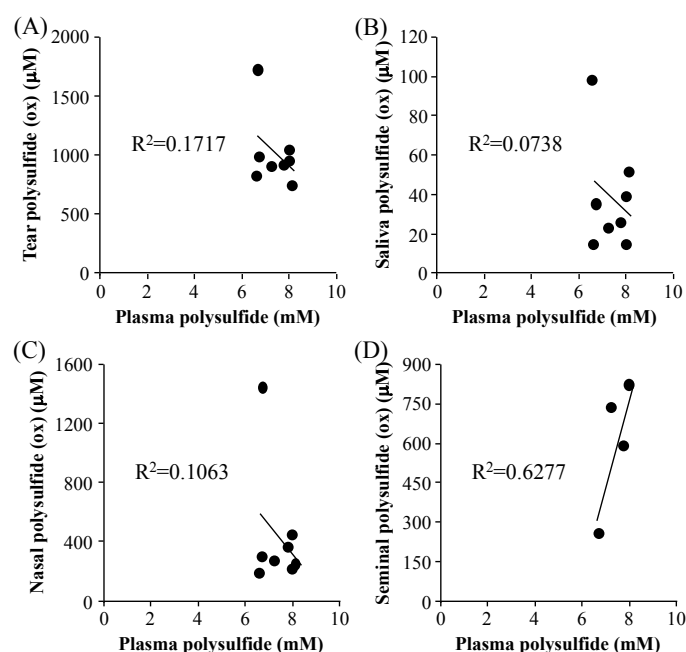 (A)
2000
1500
1000
500
0
Tear polysulfide (ox) (μM)
R²=0.1717
0 2 4 6 8 10
Plasma polysulfide (mM)
(B)
120
100
80
60
40
20
0
Saliva polysulfide (ox) (μM)
R²=0.0738
0 2 4 6 8 10
Plasma polysulfide (mM)
(C)
1600
1200
800
400
0
Nasal polysulfide (ox) (μM)
R²=0.1063
0 2 4 6 8 10
Plasma polysulfide (mM)
(D)
900
750
600
450
300
150
0
Seminal polysulfide (ox) (μM)
R²=0.6277
0 2 4 6 8 10
Plasma polysulfide (mM)